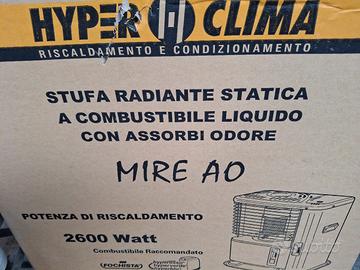 HYPER CLIMA
RISCALDAMENTO E CONDIZIONAMENTO
STUFA RADIANTE STATICA
A COMBUSTIBILE LIQUIDO
CON ASSORBI ODORE
MIRE AO
POTENZA DI RISCALDAMENTO
2600 Watt
Combustibile Raccomandato
FOCHISTA